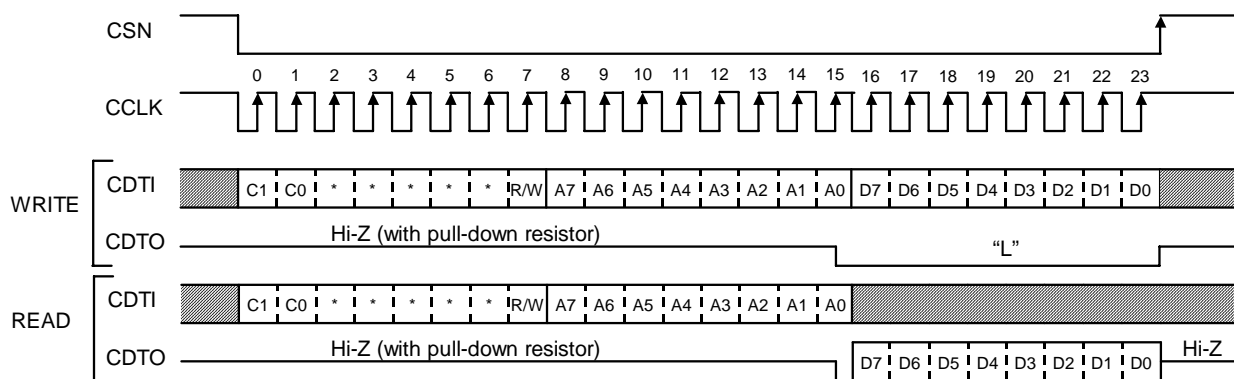 CSN
0 1 2 3 4 5 6 7 8 9 10 11 12 13 14 15 16 17 18 19 20 21 22 23
CCLK
WRITE
CDTI C1 C0 * * * * * R/W A7 A6 A5 A4 A3 A2 A1 A0 D7 D6 D5 D4 D3 D2 D1 D0
CDTO Hi-Z (with pull-down resistor) “L”
READ
CDTI C1 C0 * * * * * R/W A7 A6 A5 A4 A3 A2 A1 A0
CDTO Hi-Z (with pull-down resistor) D7 D6 D5 D4 D3 D2 D1 D0 Hi-Z